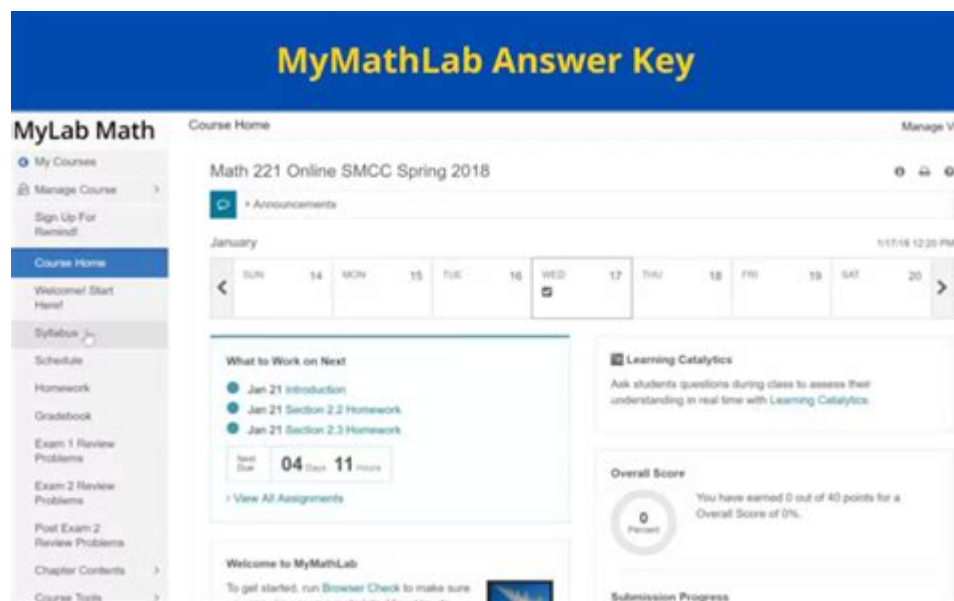 MyMathLab Answer Key
MyLab Math
Course Home
Manage V
My Courses
Manage Course
Sign Up For
Remind!
Course Home
Welcome! Start
Here!
Syllabus
Schedule
Homework
Gradebook
Exam 1 Review
Problems
Exam 2 Review
Problems
Post Exam 2
Review Problems
Chapter Contents
Course Tools
Math 221 Online SMCC Spring 2018
Announcements
January
1/17/18 12:20 PM
SUN 14 MON 15 TUE 16 WED 17 THU 18 FRI 19 SAT 20
What to Work on Next
Jan 21 Introduction
Jan 21 Section 2.2 Homework
Jan 21 Section 2.3 Homework
Next
Due
04 Days 11 Hours
View All Assignments
Welcome to MyMathLab
To get started, run Browser Check to make sure
Learning Catalytics
Ask students questions during class to assess their
understanding in real time with Learning Catalytics.
Overall Score
0
Percent
You have earned 0 out of 40 points for a
Overall Score of 0%.
Submission Progress